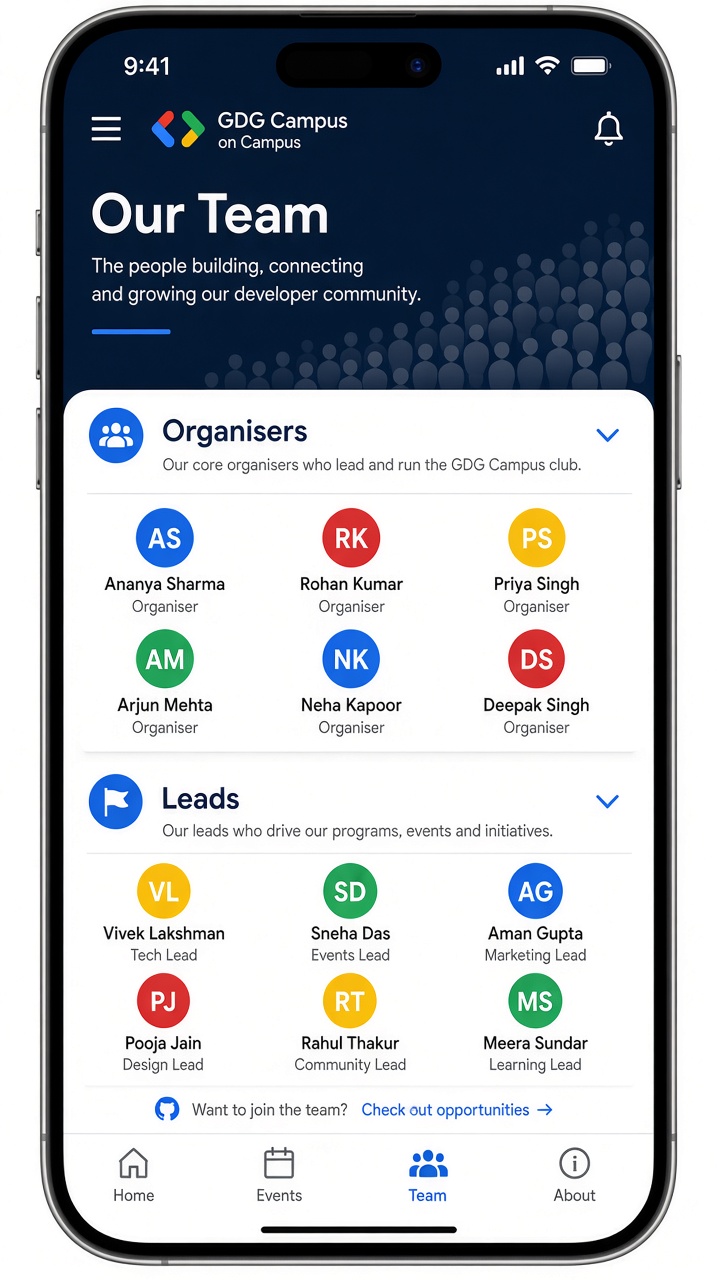 9:41
GDG Campus
on Campus
Our Team
The people building, connecting
and growing our developer community.
Organisers
Our core organisers who lead and run the GDG Campus club.
AS RK PS
Ananya Sharma Rohan Kumar Priya Singh
Organiser Organiser Organiser
AM NK DS
Arjun Mehta Neha Kapoor Deepak Singh
Organiser Organiser Organiser
Leads
Our leads who drive our programs, events and initiatives.
VL SD AG
Vivek Lakshman Sneha Das Aman Gupta
Tech Lead Events Lead Marketing Lead
PJ RT MS
Pooja Jain Rahul Thakur Meera Sundar
Design Lead Community Lead Learning Lead
Want to join the team? Check out opportunities →
Home Events Team About